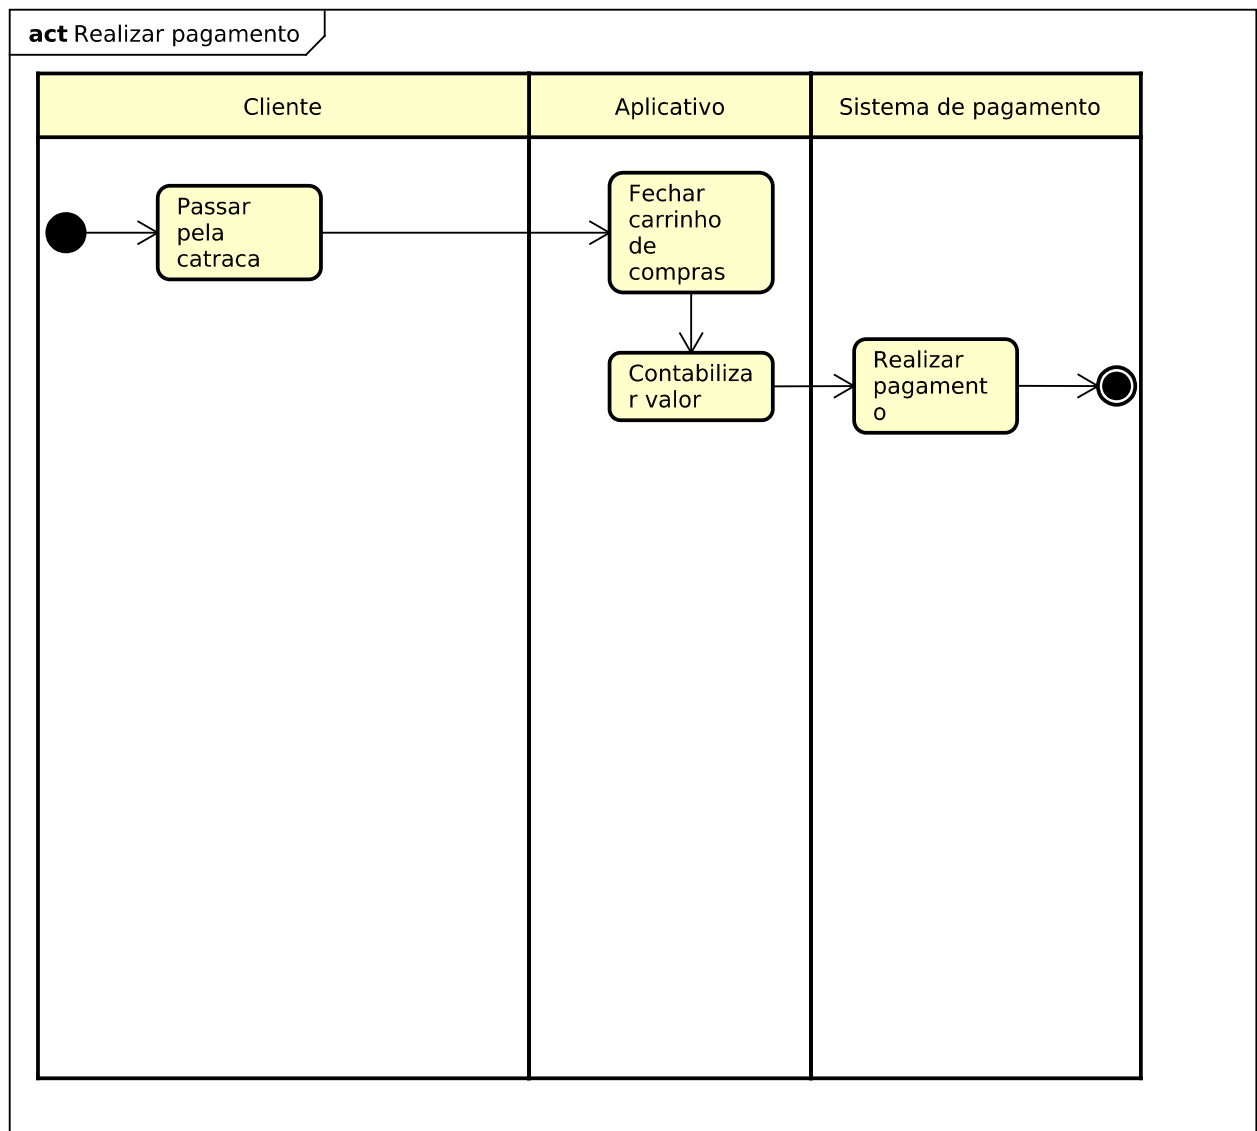 act Realizar pagamento
Cliente
Aplicativo
Sistema de pagamento
Passar
pela
catraca
Fechar
carrinho
de
compras
Contabiliza
r valor
Realizar
pagament
o